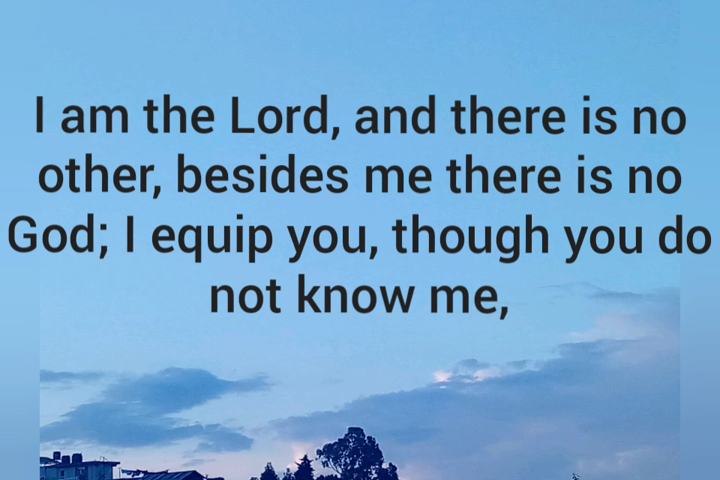 I am the Lord, and there is no
other, besides me there is no
God; I equip you, though you do
not know me,